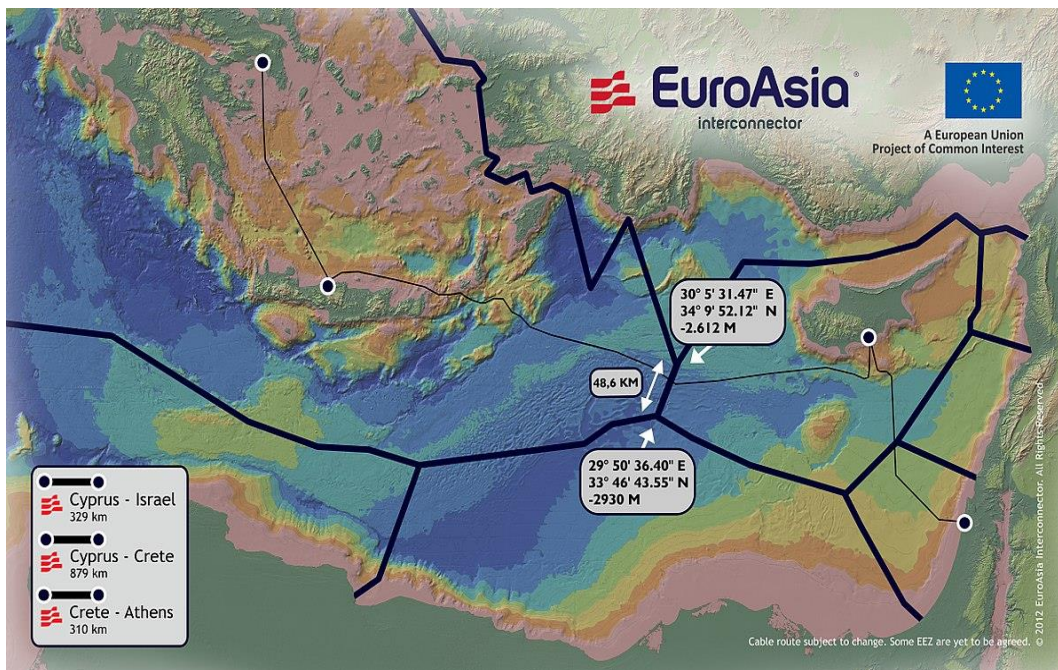 EuroAsia®
interconnector
A European Union
Project of Common Interest
30° 5' 31.47" E
34° 9' 52.12" N
-2.612 M
48,6 KM
29° 50' 36.40" E
33° 46' 43.55" N
-2930 M
Cyprus - Israel
329 km
Cyprus - Crete
879 km
Crete - Athens
310 km
Cable route subject to change. Some EEZ are yet to be agreed.
© 2012 EuroAsia Interconnector. All Rights Reserved